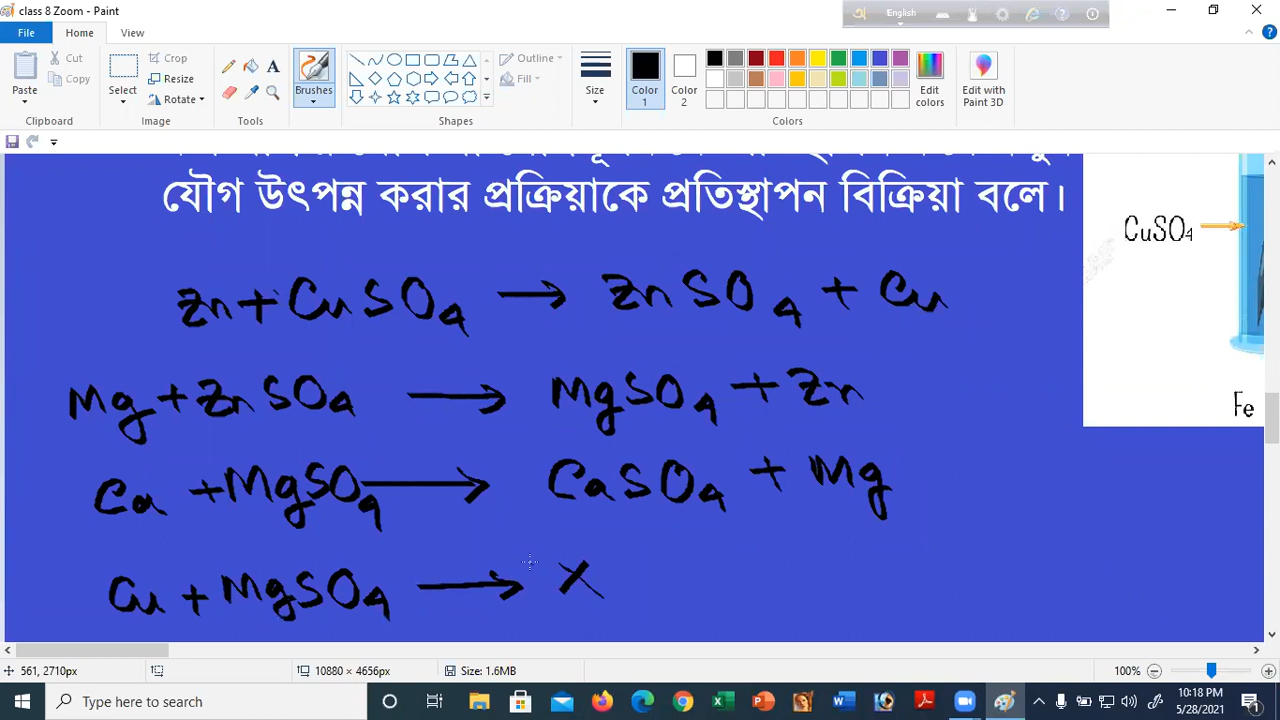 class 8 Zoom - Paint
English
File Home View
Cut
Copy
Paste
Clipboard
Select
Crop
Resize
Rotate
Image
Tools
Brushes
Shapes
Outline
Fill
Size
Color 1
Color 2
Colors
Edit colors
Edit with Paint 3D
যৌগ উৎপন্ন করার প্রক্রিয়াকে প্রতিস্থাপন বিক্রিয়া বলে।
CuSO₄
Zn + CuSO₄ → ZnSO₄ + Cu
Mg + ZnSO₄ → MgSO₄ + Zn
Fe
Ca + MgSO₄ → CaSO₄ + Mg
Cu + MgSO₄ → X
561, 2710px
10880 × 4656px
Size: 1.6MB
100%
Type here to search
10:18 PM
5/28/2021